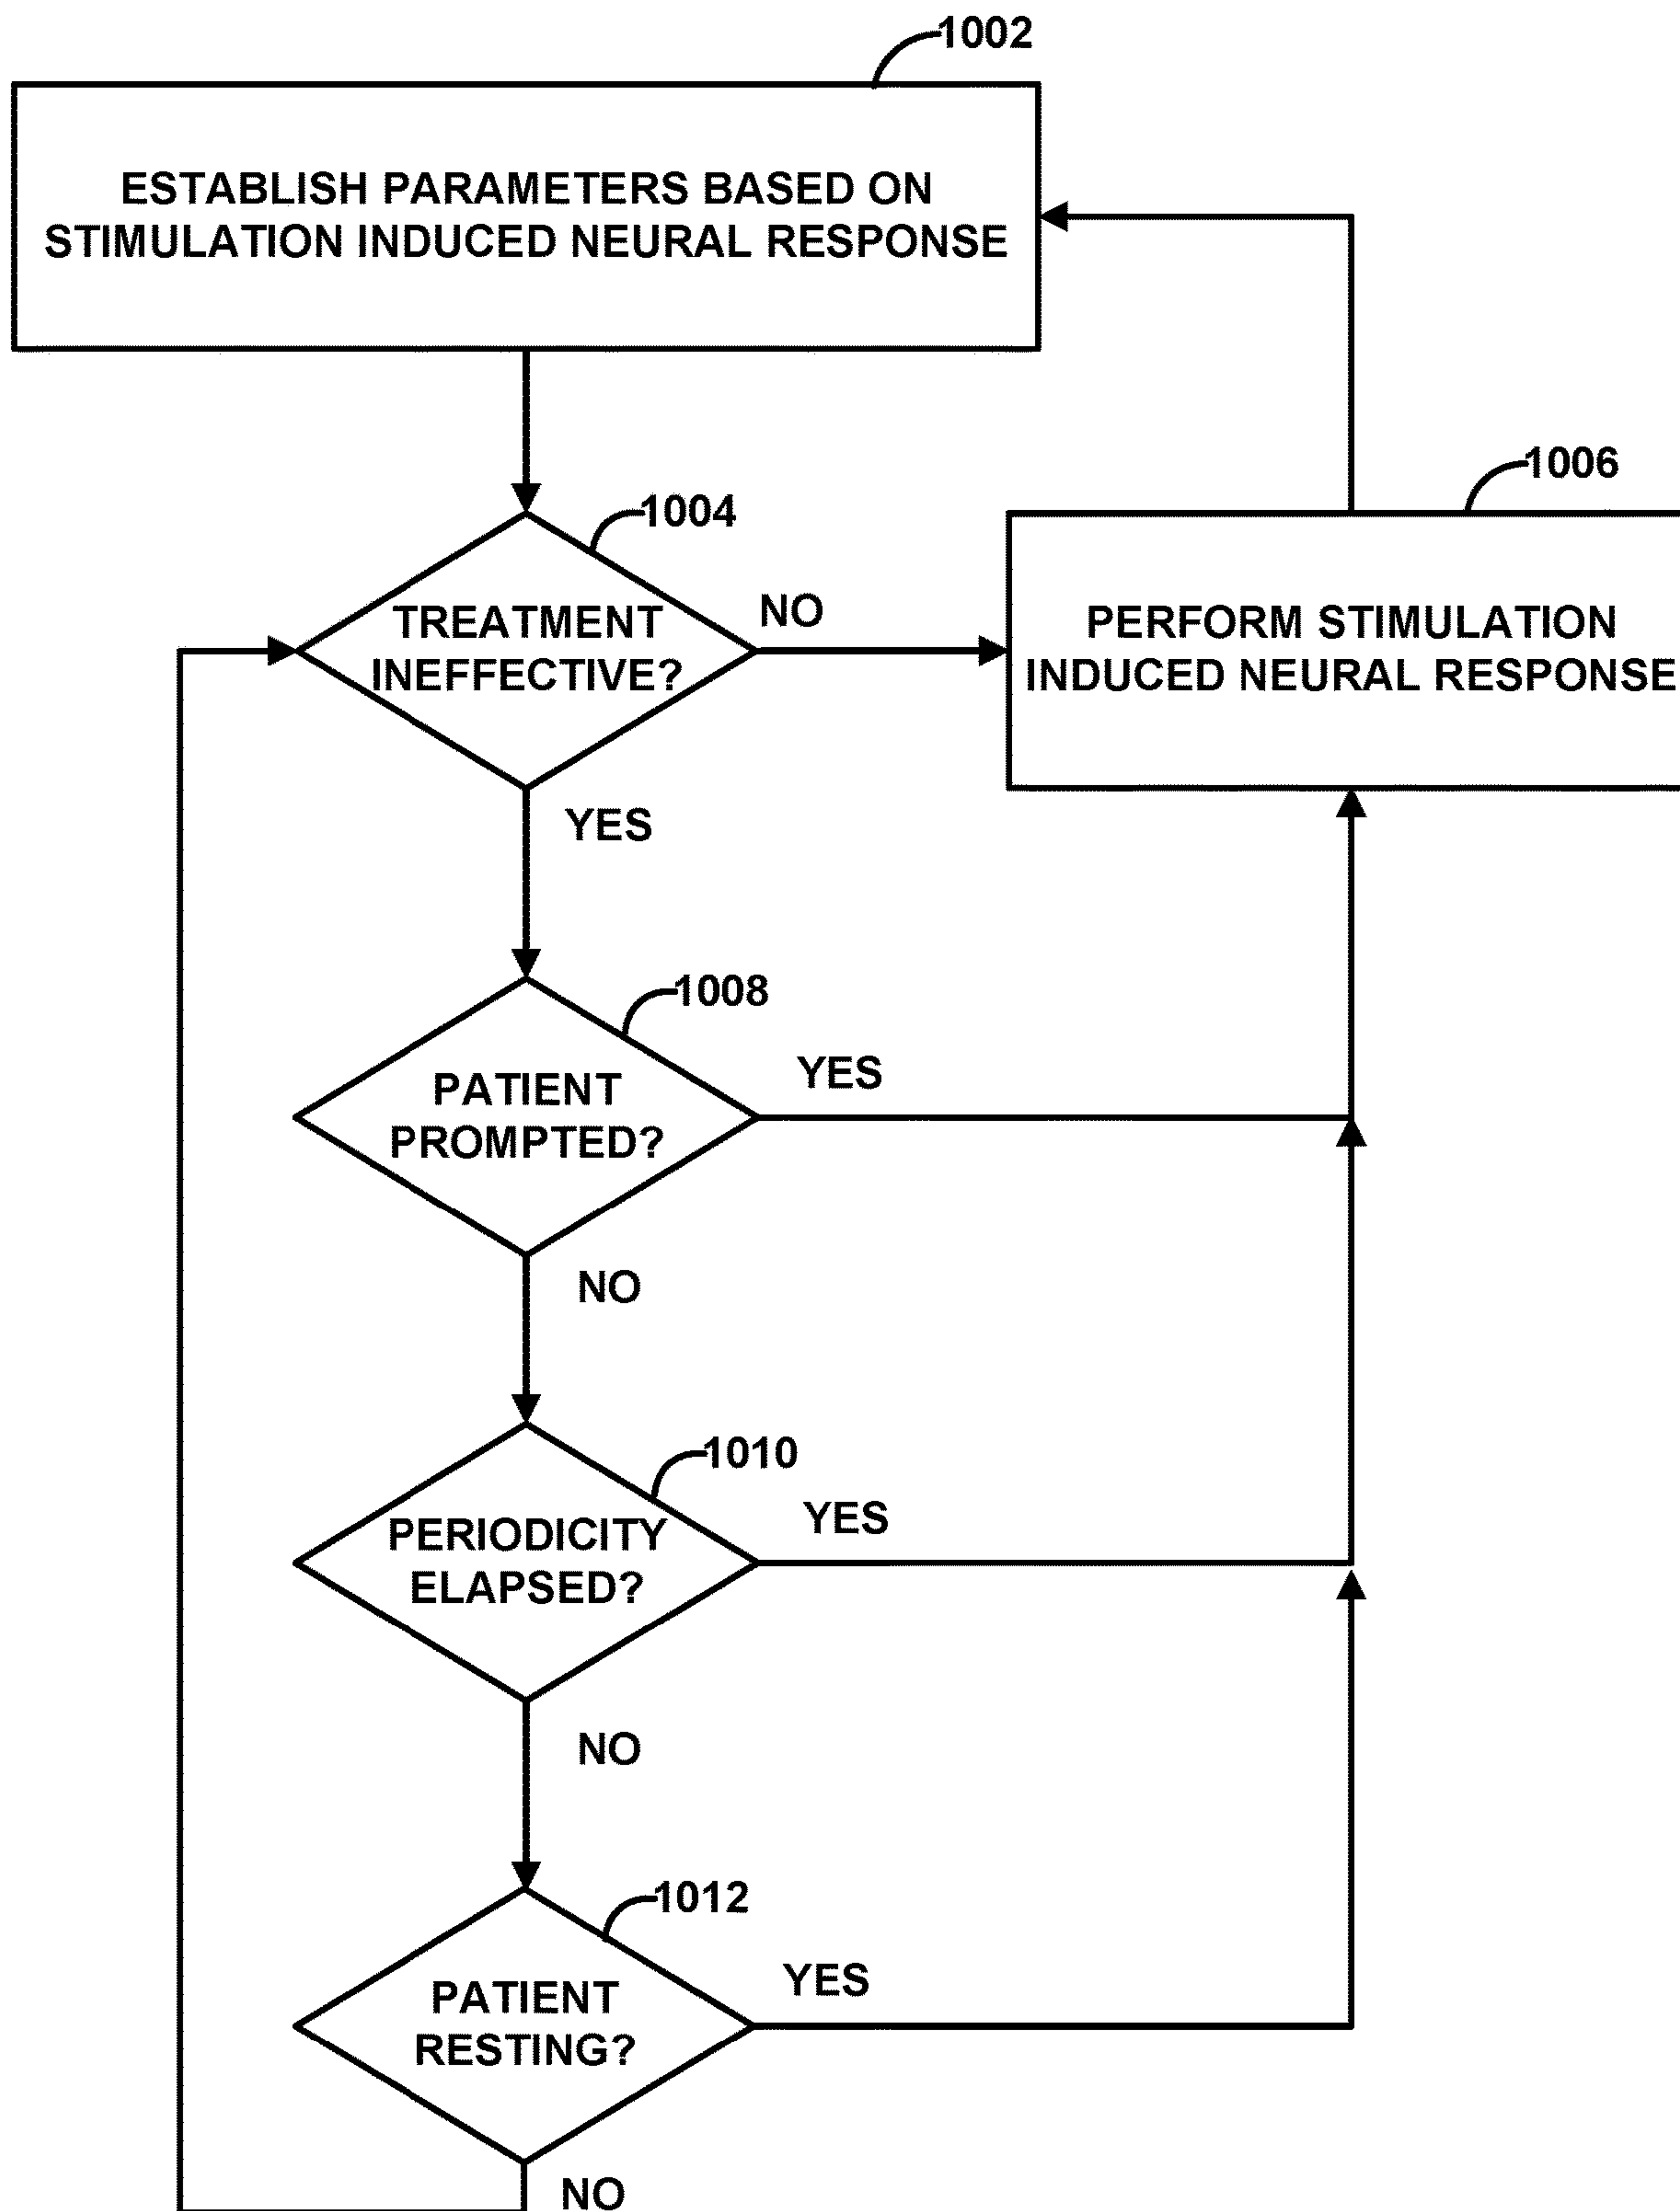 1002
ESTABLISH PARAMETERS BASED ON
STIMULATION INDUCED NEURAL RESPONSE
1006
1004
TREATMENT
INEFFECTIVE?
NO
PERFORM STIMULATION
INDUCED NEURAL RESPONSE
YES
1008
PATIENT
PROMPTED?
YES
NO
1010
PERIODICITY
ELAPSED?
YES
NO
1012
PATIENT
RESTING?
YES
NO